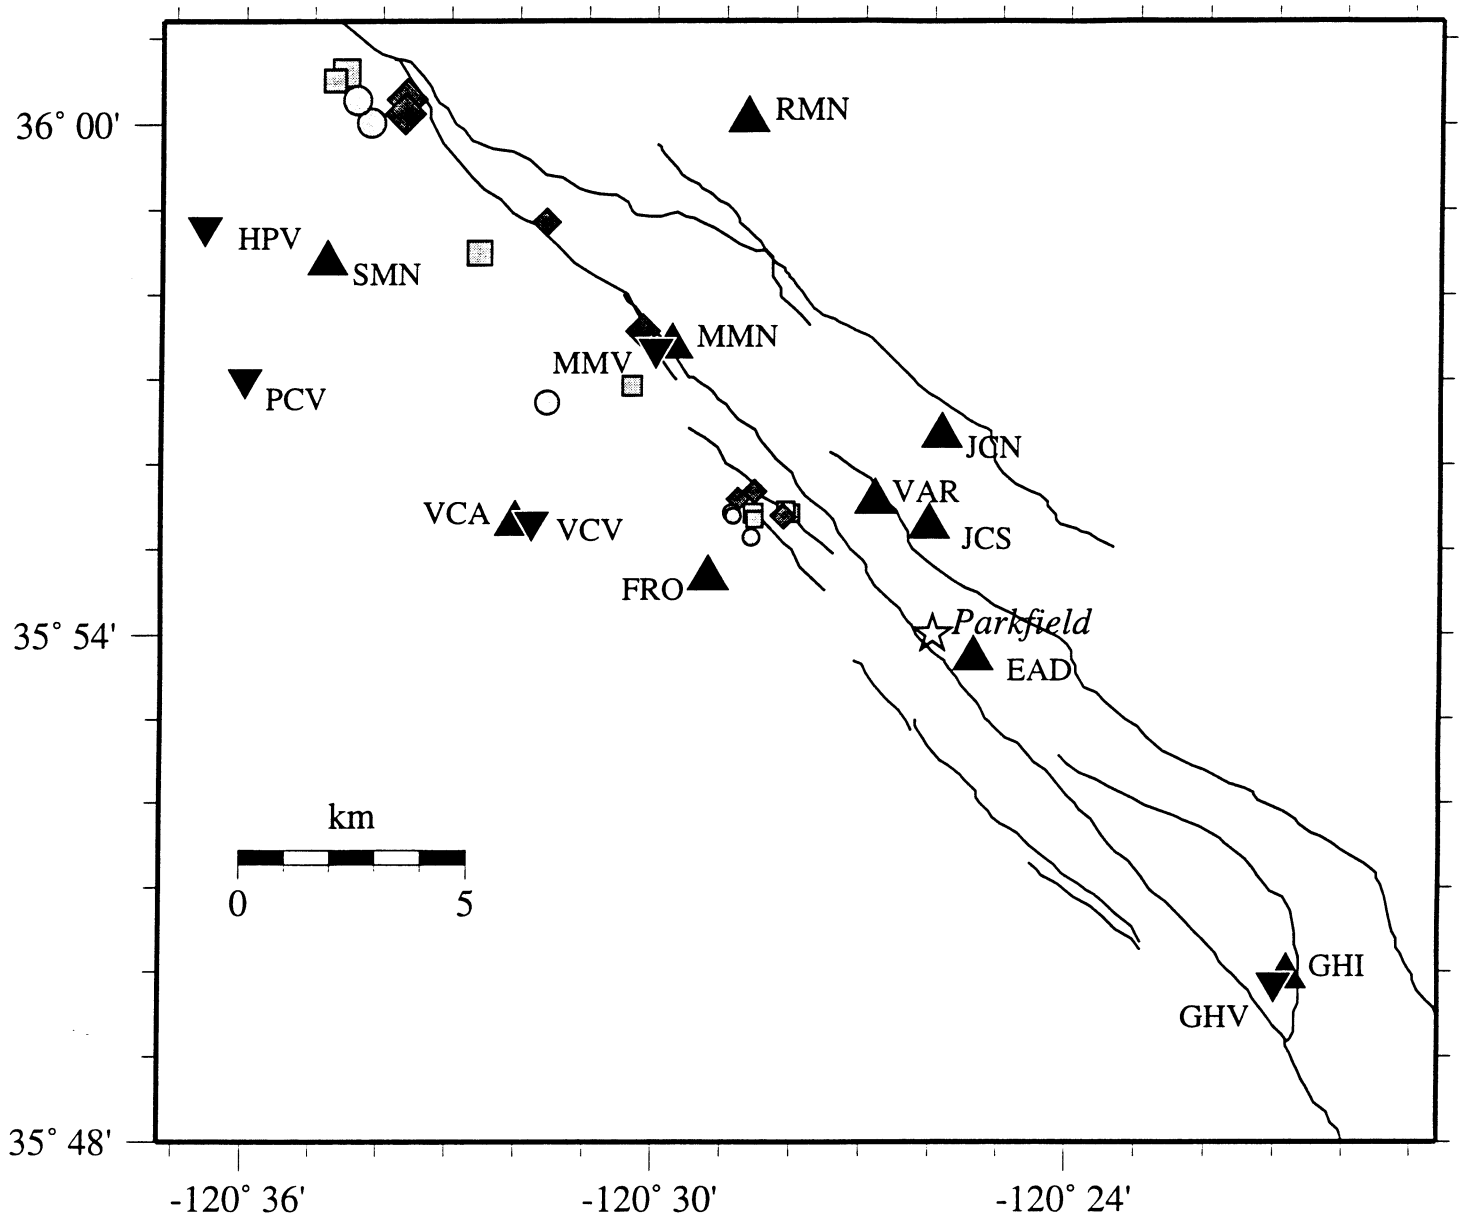 RMN
36° 00'
HPV
SMN
MMN
MMV
PCV
JCN
VAR
VCA
VCV
JCS
FRO
Parkfield
35° 54'
EAD
km
0 5
GHI
GHV
35° 48'
-120° 36' -120° 30' -120° 24'